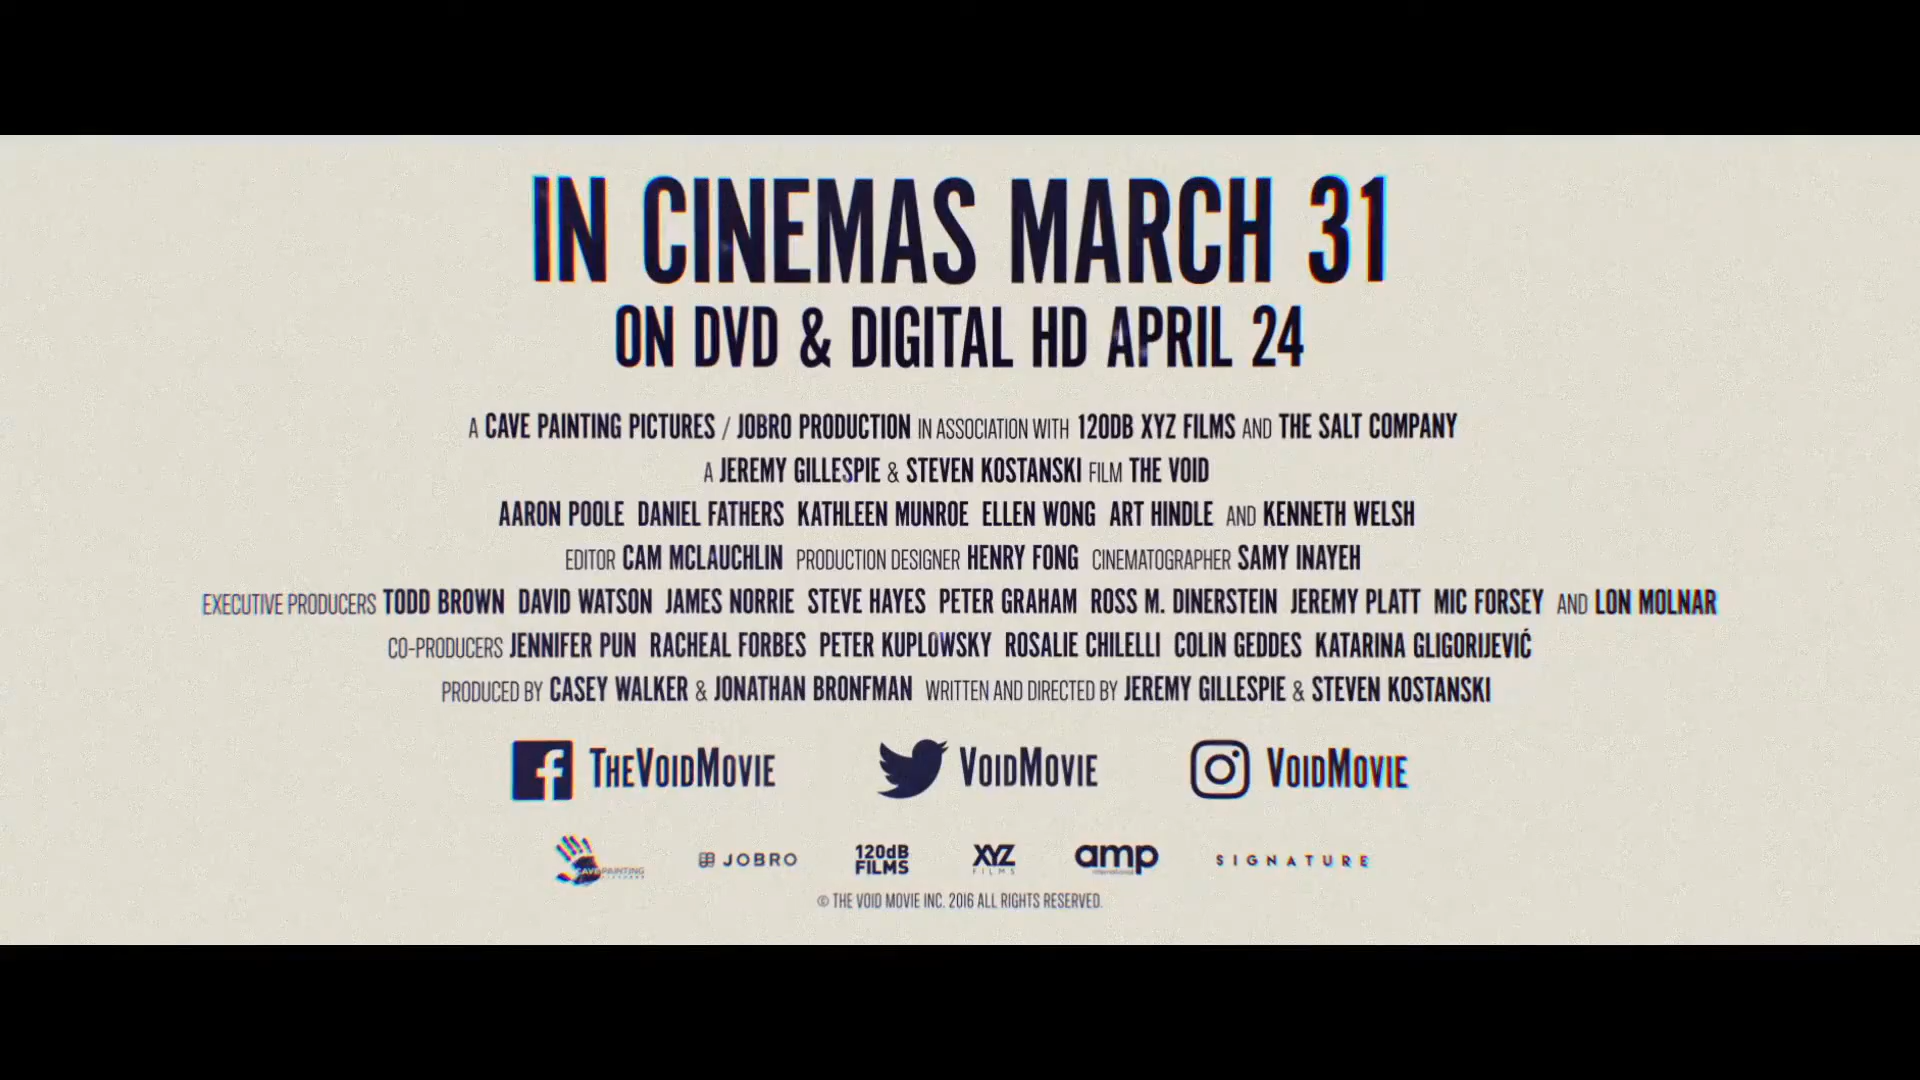 IN CINEMAS MARCH 31
ON DVD & DIGITAL HD APRIL 24
A CAVE PAINTING PICTURES / JOBRO PRODUCTION IN ASSOCIATION WITH 120DB XYZ FILMS AND THE SALT COMPANY
A JEREMY GILLESPIE & STEVEN KOSTANSKI FILM THE VOID
AARON POOLE DANIEL FATHERS KATHLEEN MUNROE ELLEN WONG ART HINDLE AND KENNETH WELSH
EDITOR CAM MCLAUCHLIN PRODUCTION DESIGNER HENRY FONG CINEMATOGRAPHER SAMY INAYEH
EXECUTIVE PRODUCERS TODD BROWN DAVID WATSON JAMES NORRIE STEVE HAYES PETER GRAHAM ROSS M. DINERSTEIN JEREMY PLATT MIC FORSEY AND LON MOLNAR
CO-PRODUCERS JENNIFER PUN RACHEAL FORBES PETER KUPLOWSKY ROSALIE CHILELLI COLIN GEDDES KATARINA GLIGORIJEVIĆ
PRODUCED BY CASEY WALKER & JONATHAN BRONFMAN WRITTEN AND DIRECTED BY JEREMY GILLESPIE & STEVEN KOSTANSKI
THEVOIDMOVIE VOIDMOVIE VOIDMOVIE
CAVE PAINTING PICTURES JOBRO 120dB FILMS XYZ FILMS amp international SIGNATURE
© THE VOID MOVIE INC. 2016 ALL RIGHTS RESERVED.